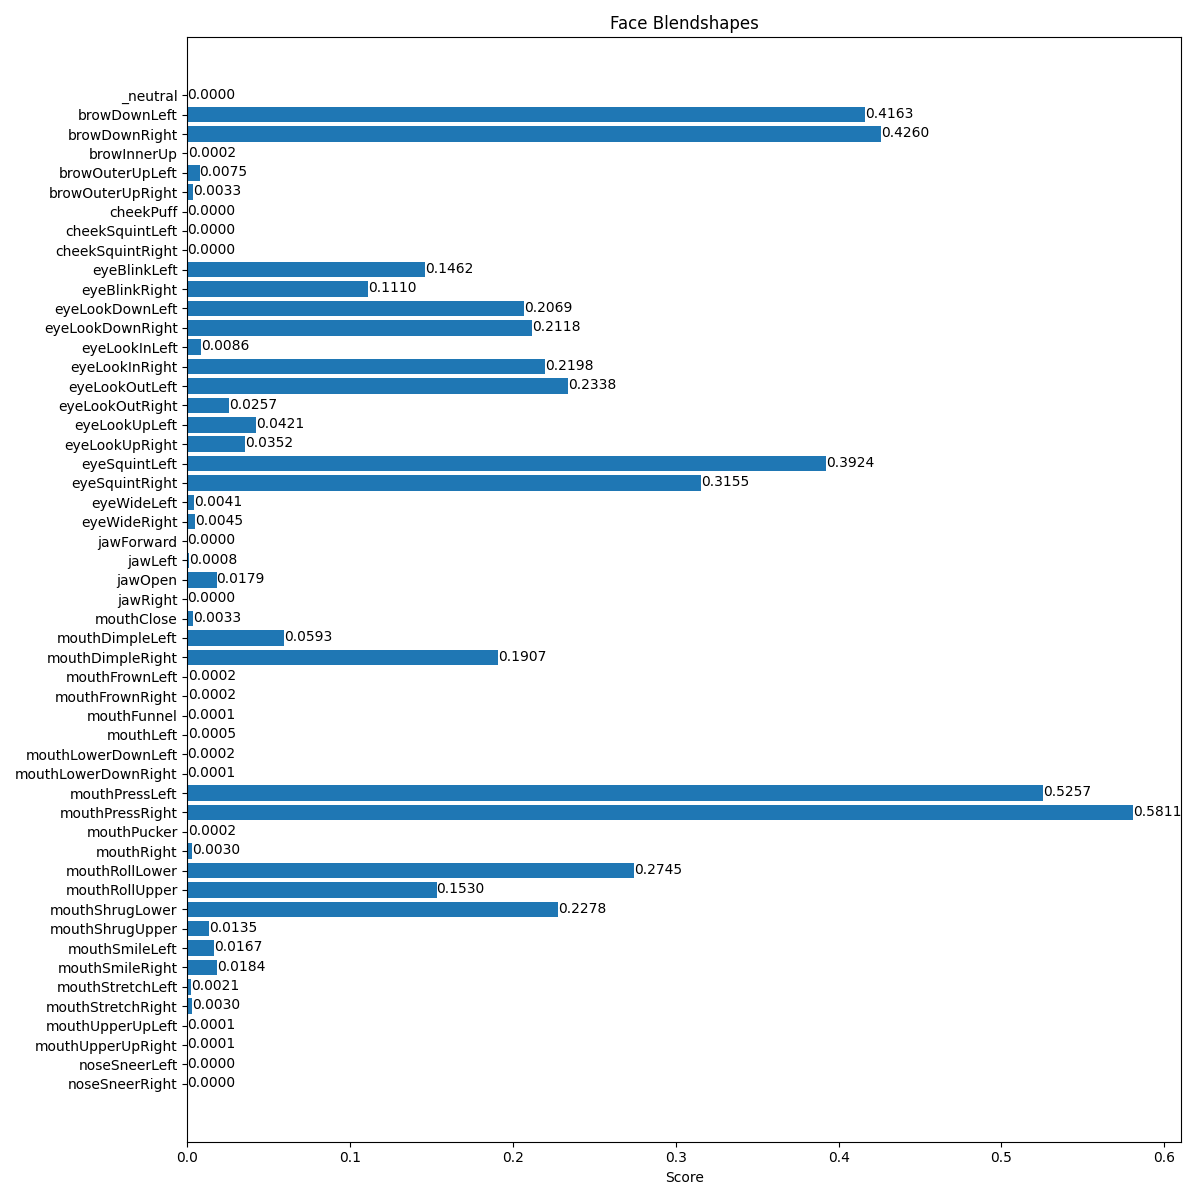 Face Blendshapes
_neutral 0.0000
browDownLeft 0.4163
browDownRight 0.4260
browInnerUp 0.0002
browOuterUpLeft 0.0075
browOuterUpRight 0.0033
cheekPuff 0.0000
cheekSquintLeft 0.0000
cheekSquintRight 0.0000
eyeBlinkLeft 0.1462
eyeBlinkRight 0.1110
eyeLookDownLeft 0.2069
eyeLookDownRight 0.2118
eyeLookInLeft 0.0086
eyeLookInRight 0.2198
eyeLookOutLeft 0.2338
eyeLookOutRight 0.0257
eyeLookUpLeft 0.0421
eyeLookUpRight 0.0352
eyeSquintLeft 0.3924
eyeSquintRight 0.3155
eyeWideLeft 0.0041
eyeWideRight 0.0045
jawForward 0.0000
jawLeft 0.0008
jawOpen 0.0179
jawRight 0.0000
mouthClose 0.0033
mouthDimpleLeft 0.0593
mouthDimpleRight 0.1907
mouthFrownLeft 0.0002
mouthFrownRight 0.0002
mouthFunnel 0.0001
mouthLeft 0.0005
mouthLowerDownLeft 0.0002
mouthLowerDownRight 0.0001
mouthPressLeft 0.5257
mouthPressRight 0.5811
mouthPucker 0.0002
mouthRight 0.0030
mouthRollLower 0.2745
mouthRollUpper 0.1530
mouthShrugLower 0.2278
mouthShrugUpper 0.0135
mouthSmileLeft 0.0167
mouthSmileRight 0.0184
mouthStretchLeft 0.0021
mouthStretchRight 0.0030
mouthUpperUpLeft 0.0001
mouthUpperUpRight 0.0001
noseSneerLeft 0.0000
noseSneerRight 0.0000
0.0 0.1 0.2 0.3 0.4 0.5 0.6
Score